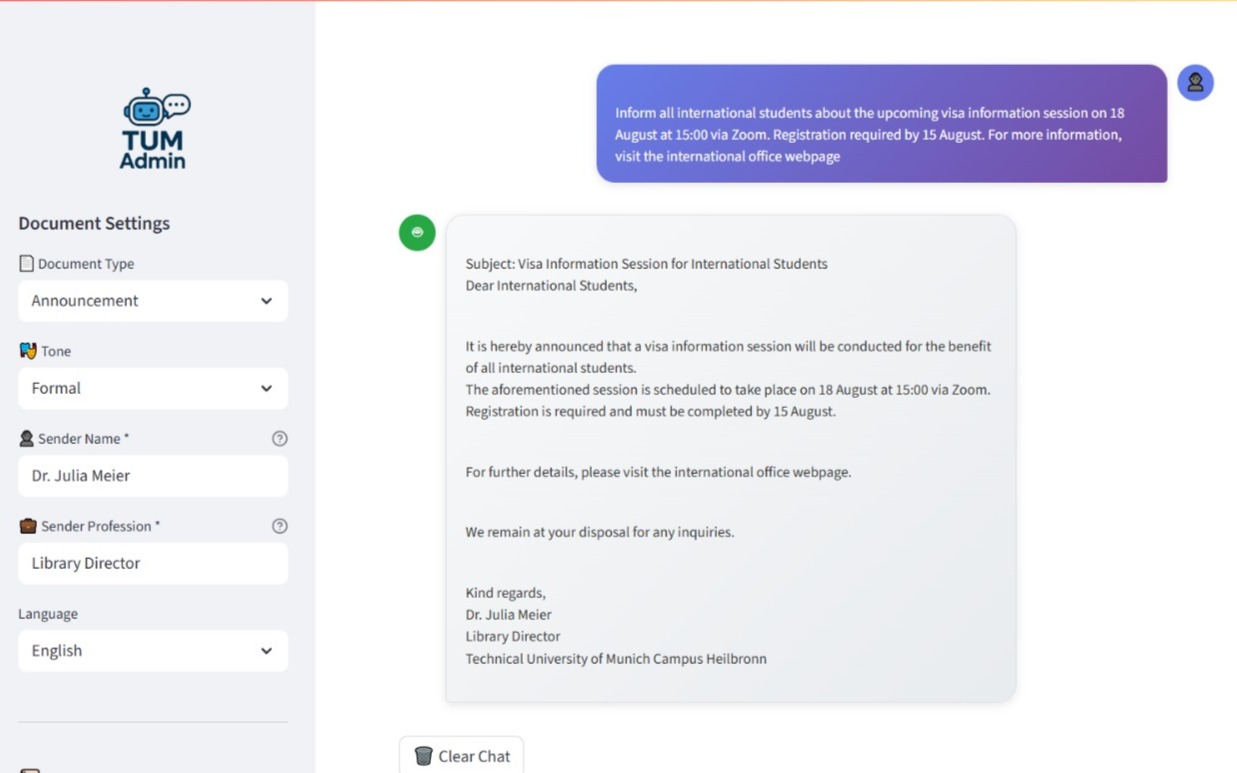 TUM
Admin
Document Settings
Document Type
Announcement
Tone
Formal
Sender Name *
Dr. Julia Meier
Sender Profession *
Library Director
Language
English
Inform all international students about the upcoming visa information session on 18
August at 15:00 via Zoom. Registration required by 15 August. For more information,
visit the international office webpage
Subject: Visa Information Session for International Students
Dear International Students,
It is hereby announced that a visa information session will be conducted for the benefit
of all international students.
The aforementioned session is scheduled to take place on 18 August at 15:00 via Zoom.
Registration is required and must be completed by 15 August.
For further details, please visit the international office webpage.
We remain at your disposal for any inquiries.
Kind regards,
Dr. Julia Meier
Library Director
Technical University of Munich Campus Heilbronn
Clear Chat